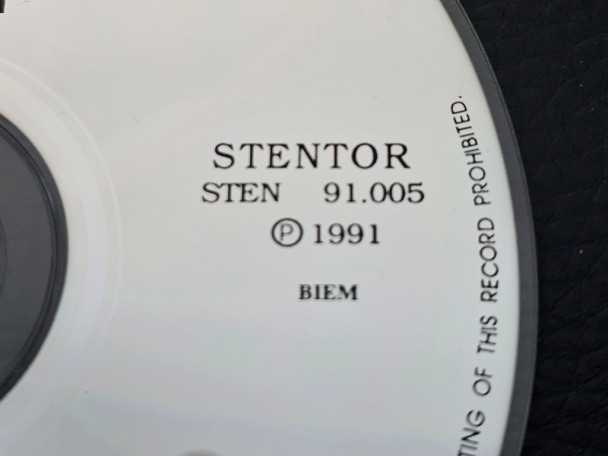 STENTOR
STEN 91.005
Ⓟ 1991
BIEM
TING OF THIS RECORD PROHIBITED.